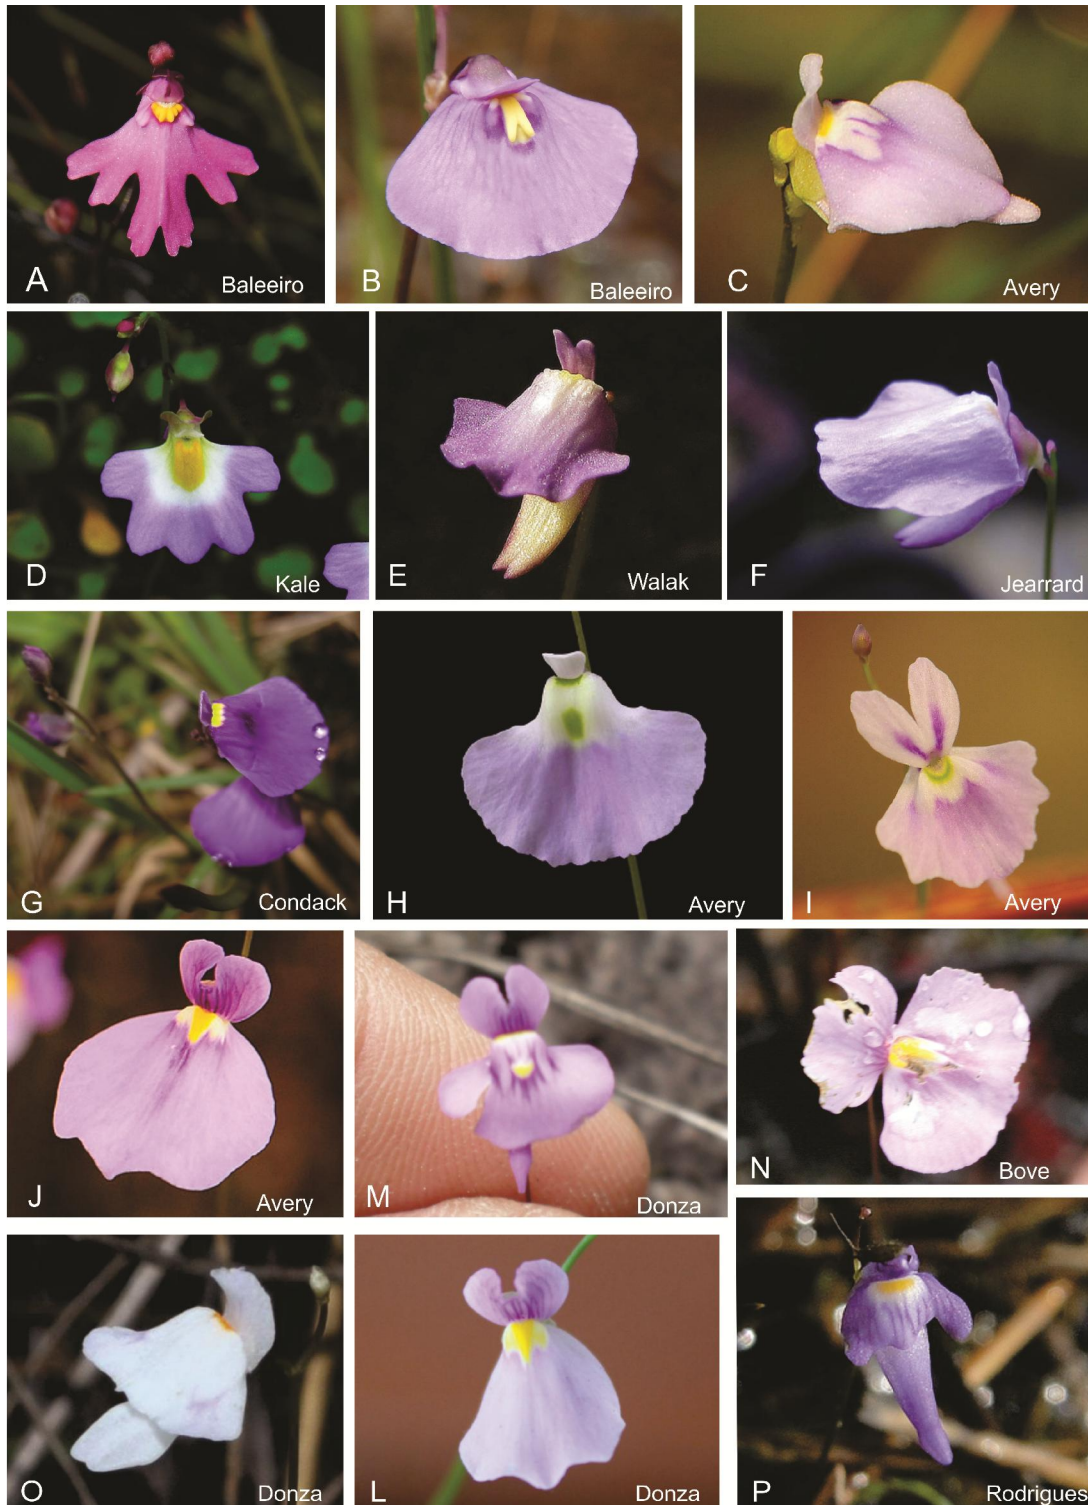 A
Baleeiro
B
Baleeiro
C
Avery
D
Kale
E
Walak
F
Jearrard
G
Condack
H
Avery
I
Avery
J
Avery
M
Donza
N
Bove
O
Donza
L
Donza
P
Rodrigues